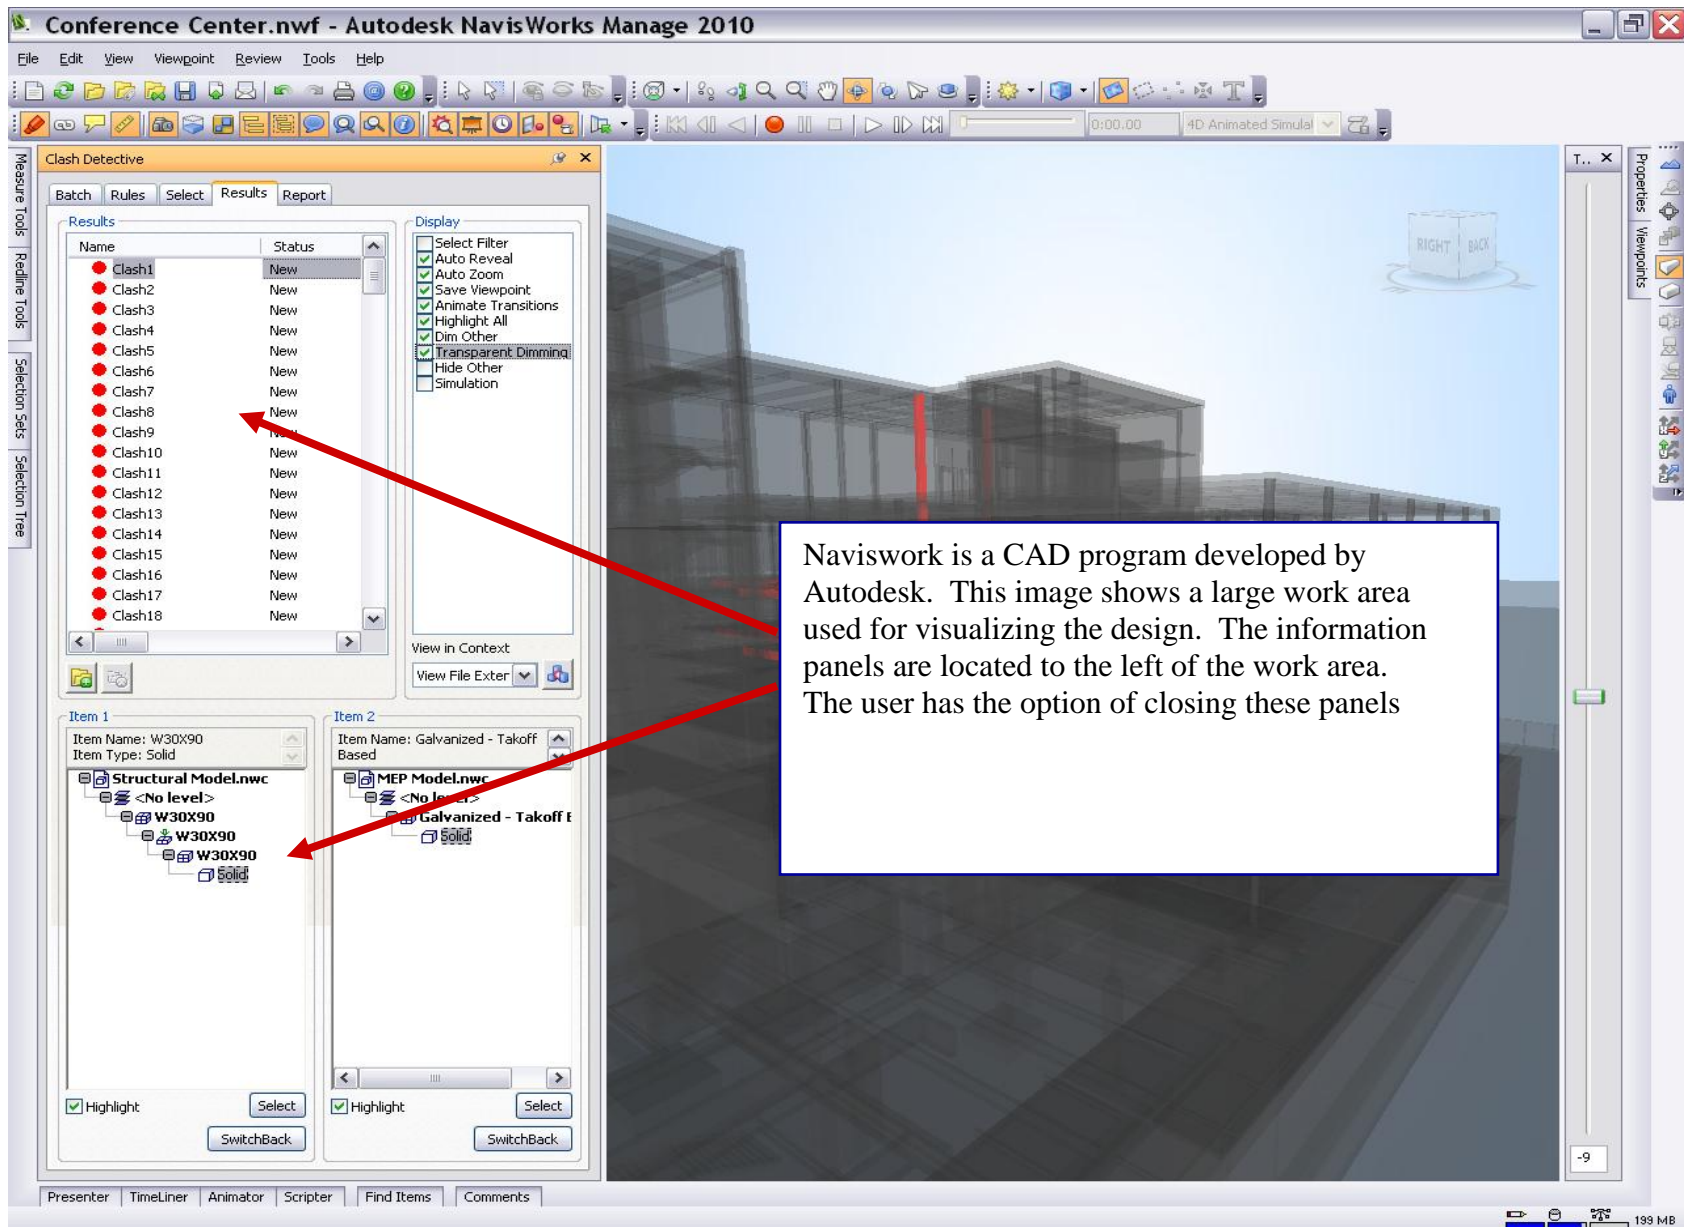 Conference Center.nwf - Autodesk NavisWorks Manage 2010
File Edit View Viewpoint Review Tools Help
0:00.00 4D Animated Simulat
Measure Tools
Redline Tools
Selection Sets
Selection Tree
Clash Detective
Batch Rules Select Results Report
Results
Name Status
Clash1 New
Clash2 New
Clash3 New
Clash4 New
Clash5 New
Clash6 New
Clash7 New
Clash8 New
Clash9 New
Clash10 New
Clash11 New
Clash12 New
Clash13 New
Clash14 New
Clash15 New
Clash16 New
Clash17 New
Clash18 New
Display
Select Filter
Auto Reveal
Auto Zoom
Save Viewpoint
Animate Transitions
Highlight All
Dim Other
Transparent Dimming
Hide Other
Simulation
View in Context
View File Exter
Item 1
Item Name: W30X90
Item Type: Solid
Structural Model.nwc
<No level>
W30X90
W30X90
W30X90
Solid
Highlight Select
SwitchBack
Item 2
Item Name: Galvanized - Takoff
Based
MEP Model.nwc
<No level>
Galvanized - Takoff B
Solid
Highlight Select
SwitchBack
RIGHT BACK
Naviswork is a CAD program developed by
Autodesk. This image shows a large work area
used for visualizing the design. The information
panels are located to the left of the work area.
The user has the option of closing these panels
T..
-9
Properties
Viewpoints
Presenter TimeLiner Animator Scripter Find Items Comments
199 MB